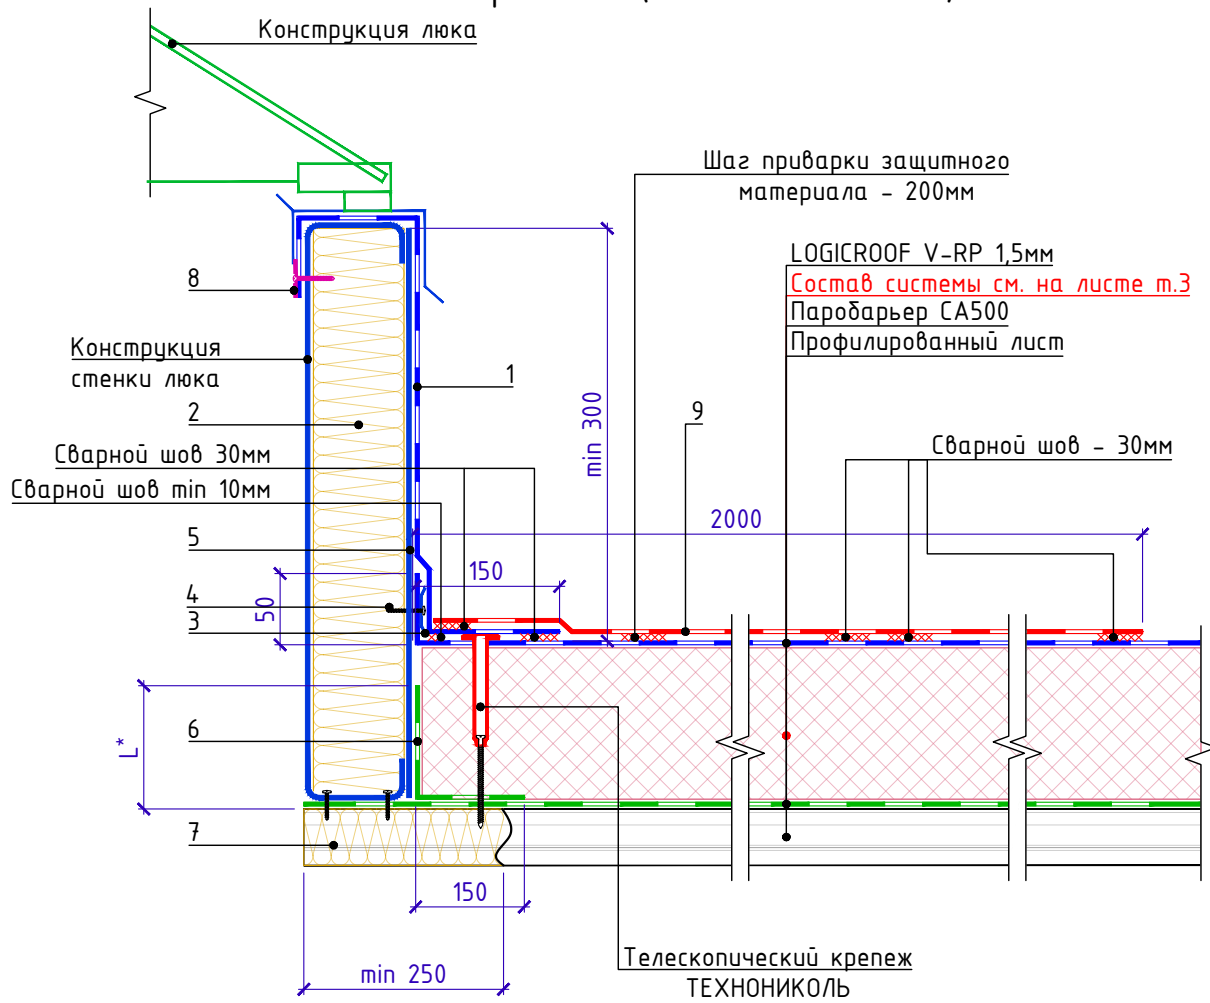 Конструкция люка
Шаг приварки защитного
материала – 200мм
LOGICROOF V-RP 1,5мм
Состав системы см. на листе т.3
Паробарьер СА500
Профилированный лист
8
Конструкция
стенки люка
1
2
min 300
9
Сварной шов 30мм
Сварной шов – 30мм
Сварной шов min 10мм
2000
5
150
4
50
3
6
L*
7
150
min 250
Телескопический крепеж
ТЕХНОНИКОЛЬ